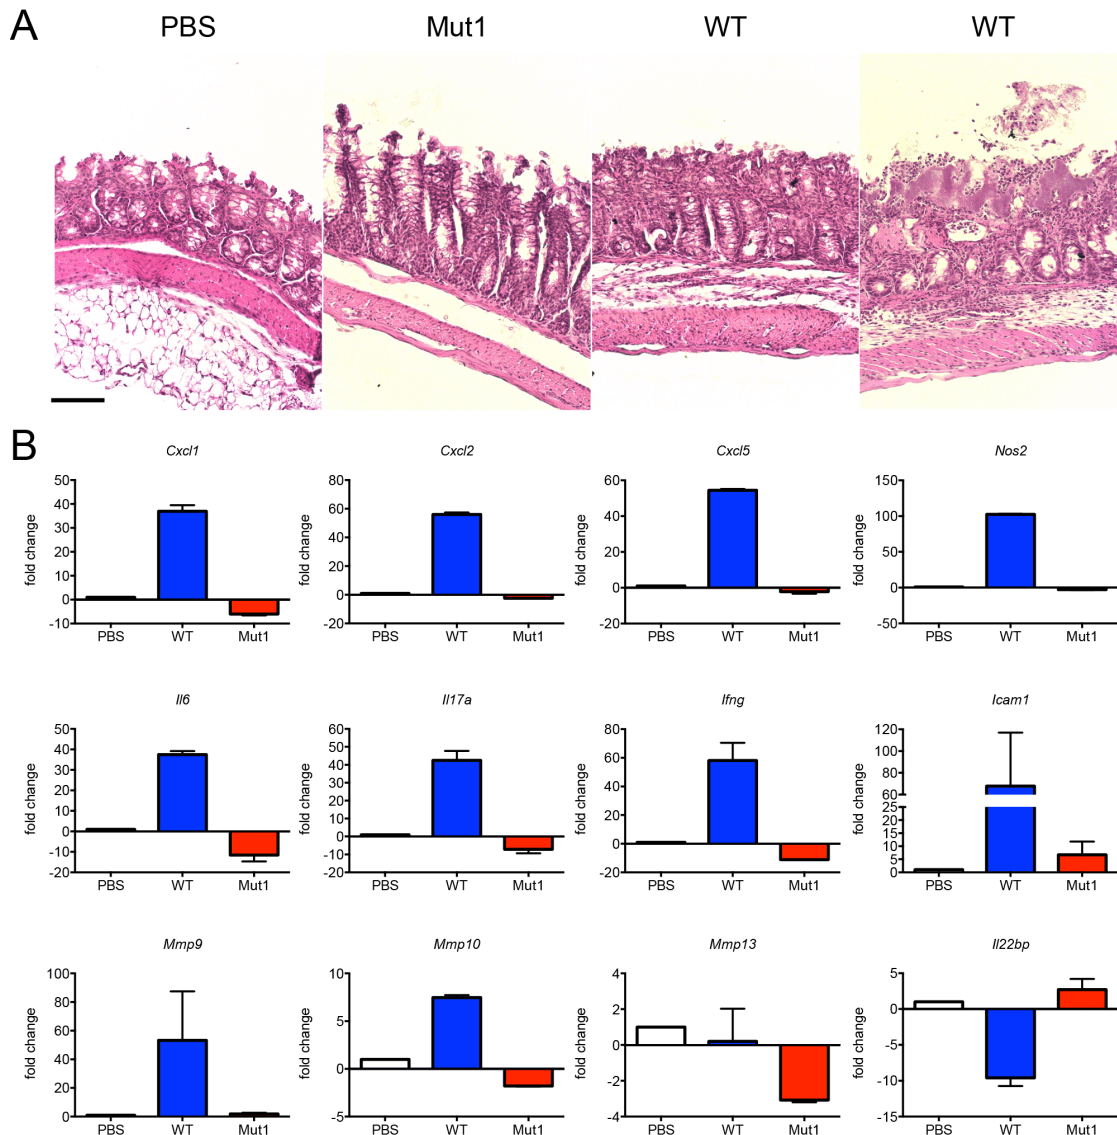 A
PBS Mut1 WT WT
B
Cxcl1 Cxcl2 Cxcl5 Nos2
fold change
50
40
30
20
10
0
-10
PBS WT Mut1
fold change
80
60
40
20
0
-20
PBS WT Mut1
fold change
60
40
20
0
-20
PBS WT Mut1
fold change
150
100
50
0
-50
PBS WT Mut1
Il6 Il17a Ifng Icam1
fold change
50
40
30
20
10
0
-10
-20
PBS WT Mut1
fold change
60
50
40
30
20
10
0
-10
-20
PBS WT Mut1
fold change
80
60
40
20
0
-20
PBS WT Mut1
fold change
120
100
80
60
25
20
15
10
5
0
PBS WT Mut1
Mmp9 Mmp10 Mmp13 Il22bp
fold change
100
80
60
40
20
0
PBS WT Mut1
fold change
10
5
0
-5
PBS WT Mut1
fold change
4
2
0
-2
-4
PBS WT Mut1
fold change
5
0
-5
-10
-15
PBS WT Mut1